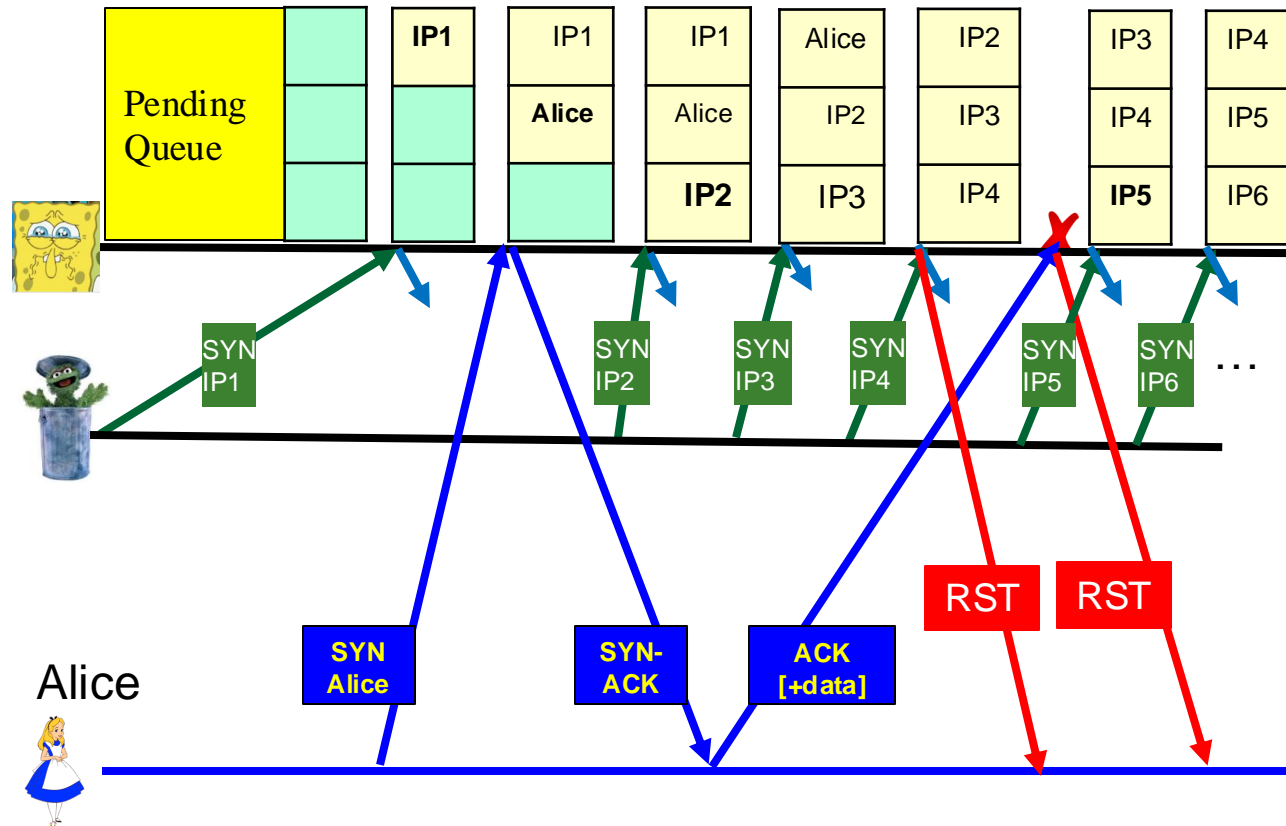 Pending
Queue
IP1
IP1
Alice
IP1
Alice
IP2
Alice
IP2
IP3
IP2
IP3
IP4
IP3
IP4
IP5
IP4
IP5
IP6
SYN
IP1
SYN
IP2
SYN
IP3
SYN
IP4
SYN
IP5
SYN
IP6
...
RST
RST
SYN
Alice
SYN-
ACK
ACK
[+data]
Alice